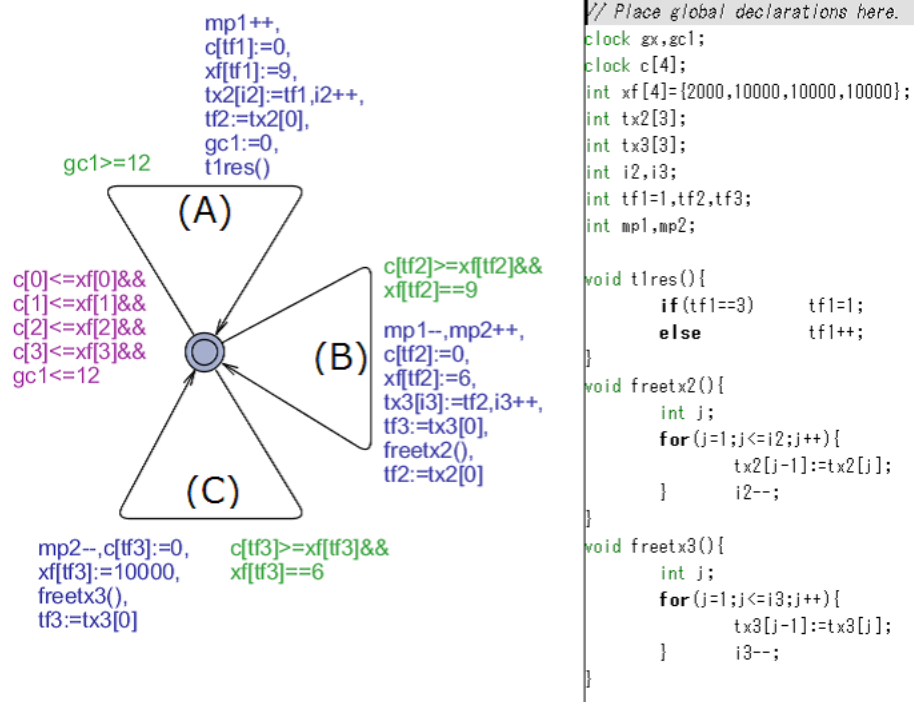 mp1++,
c[tf1]:=0,
xf[tf1]:=9,
tx2[i2]:=tf1,i2++,
tf2:=tx2[0],
gc1:=0,
t1res()
gc1>=12
(A)
c[0]<=xf[0]&&
c[1]<=xf[1]&&
c[2]<=xf[2]&&
c[3]<=xf[3]&&
gc1<=12
c[tf2]>=xf[tf2]&&
xf[tf2]==9
(B)
mp1--,mp2++,
c[tf2]:=0,
xf[tf2]:=6,
tx3[i3]:=tf2,i3++,
tf3:=tx3[0],
freetx2(),
tf2:=tx2[0]
(C)
mp2--,c[tf3]:=0,
xf[tf3]:=10000,
freetx3(),
tf3:=tx3[0]
c[tf3]>=xf[tf3]&&
xf[tf3]==6
// Place global declarations here.
clock gx,gc1;
clock c[4];
int xf[4]={2000,10000,10000,10000};
int tx2[3];
int tx3[3];
int i2,i3;
int tf1=1,tf2,tf3;
int mp1,mp2;
void t1res(){
if(tf1==3) tf1=1;
else tf1++;
}
void freetx2(){
int j;
for(j=1;j<=i2;j++){
tx2[j-1]:=tx2[j];
} i2--;
}
void freetx3(){
int j;
for(j=1;j<=i3;j++){
tx3[j-1]:=tx3[j];
} i3--;
}